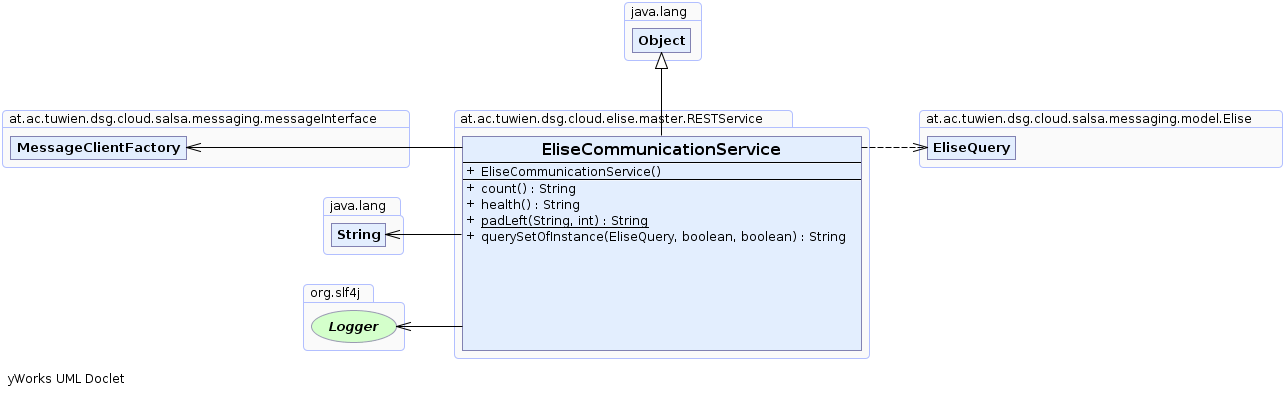 java.lang
Object
at.ac.tuwien.dsg.cloud.salsa.messaging.messageInterface
MessageClientFactory
at.ac.tuwien.dsg.cloud.elise.master.RESTService
EliseCommunicationService
+ EliseCommunicationService()
+ count() : String
+ health() : String
+ padLeft(String, int) : String
+ querySetOfInstance(EliseQuery, boolean, boolean) : String
at.ac.tuwien.dsg.cloud.salsa.messaging.model.Elise
EliseQuery
java.lang
String
org.slf4j
Logger
yWorks UML Doclet